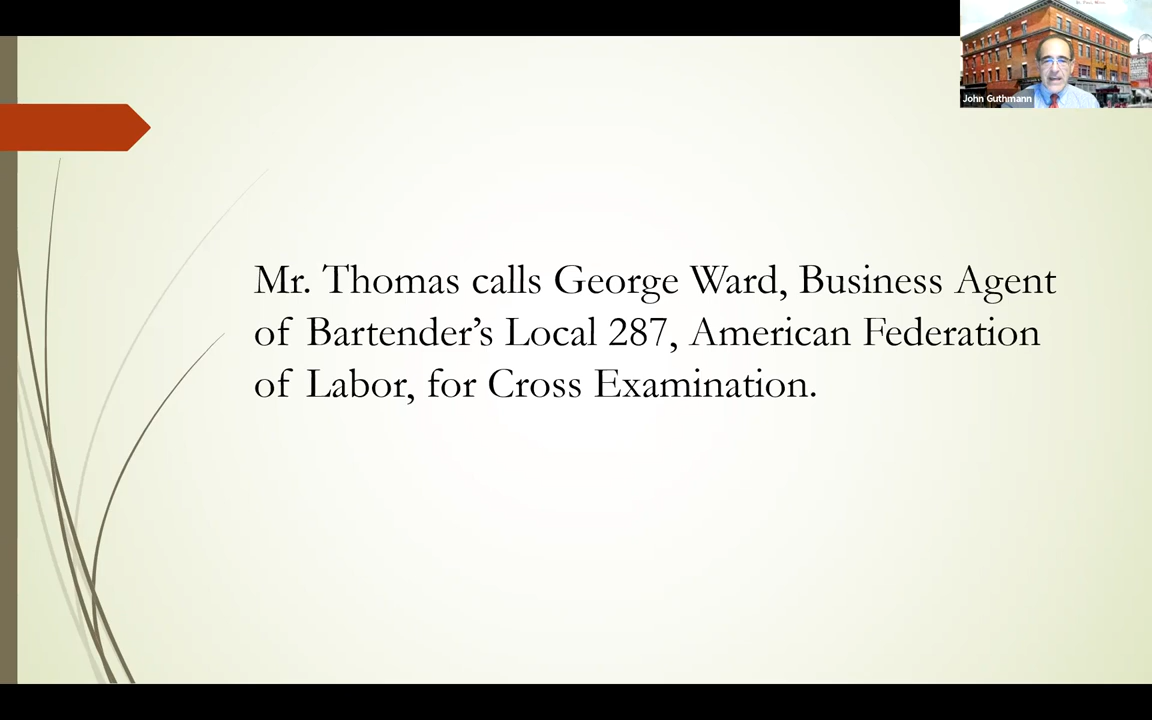 John Guthmann
Mr. Thomas calls George Ward, Business Agent
of Bartender’s Local 287, American Federation
of Labor, for Cross Examination.